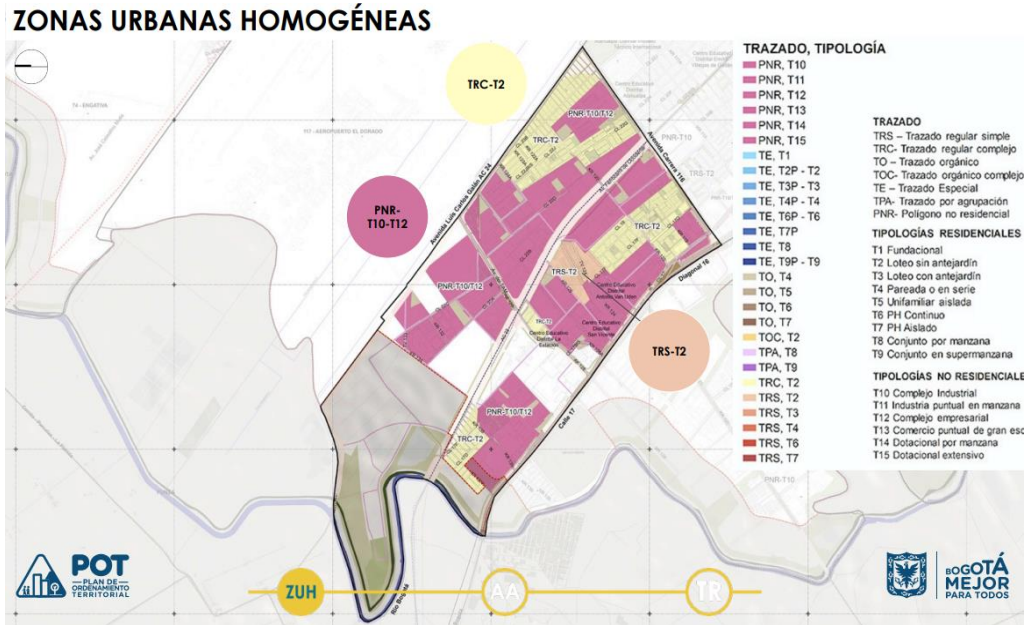 ZONAS URBANAS HOMOGÉNEAS
TRC-T2
PNR-
T10-T12
TRS-T2
PNR-T10/T12
TRC-T2
PNR-T10
TRS-T2
TRC-T2
TRS-T2
PNR-T10/T12
TRC-T2
PNR-T10/T12
TRC-T2
PNR-T10
Avenida Luis Carlos Galán AC 24
Avenida Carrera 116
Diagonal 16
Calle 17
Río Bogotá
Centro Educativo
Distrital
Antonio Van Uden
Centro Educativo
Distrital
San Vicente
Centro Educativo
Distrital La
Estación
TRAZADO, TIPOLOGÍA
PNR, T10
PNR, T11
PNR, T12
PNR, T13
PNR, T14
PNR, T15
TE, T1
TE, T2P - T2
TE, T3P - T3
TE, T4P - T4
TE, T6P - T6
TE, T7P
TE, T8
TE, T9P - T9
TO, T4
TO, T5
TO, T6
TO, T7
TOC, T2
TPA, T8
TPA, T9
TRC, T2
TRS, T2
TRS, T3
TRS, T4
TRS, T6
TRS, T7
TRAZADO
TRS – Trazado regular simple
TRC- Trazado regular complejo
TO – Trazado orgánico
TOC- Trazado orgánico complejo
TE – Trazado Especial
TPA- Trazado por agrupación
PNR- Polígono no residencial
TIPOLOGÍAS RESIDENCIALES
T1 Fundacional
T2 Loteo sin antejardín
T3 Loteo con antejardín
T4 Pareada o en serie
T5 Unifamiliar aislada
T6 PH Continuo
T7 PH Aislado
T8 Conjunto por manzana
T9 Conjunto en supermanzana
TIPOLOGÍAS NO RESIDENCIALE
T10 Complejo Industrial
T11 Industria puntual en manzana
T12 Complejo empresarial
T13 Comercio puntual de gran esc
T14 Dotacional por manzana
T15 Dotacional extensivo
POT
PLAN DE
ORDENAMIENTO
TERRITORIAL
ZUH
AA
TR
BOGOTÁ
MEJOR
PARA TODOS